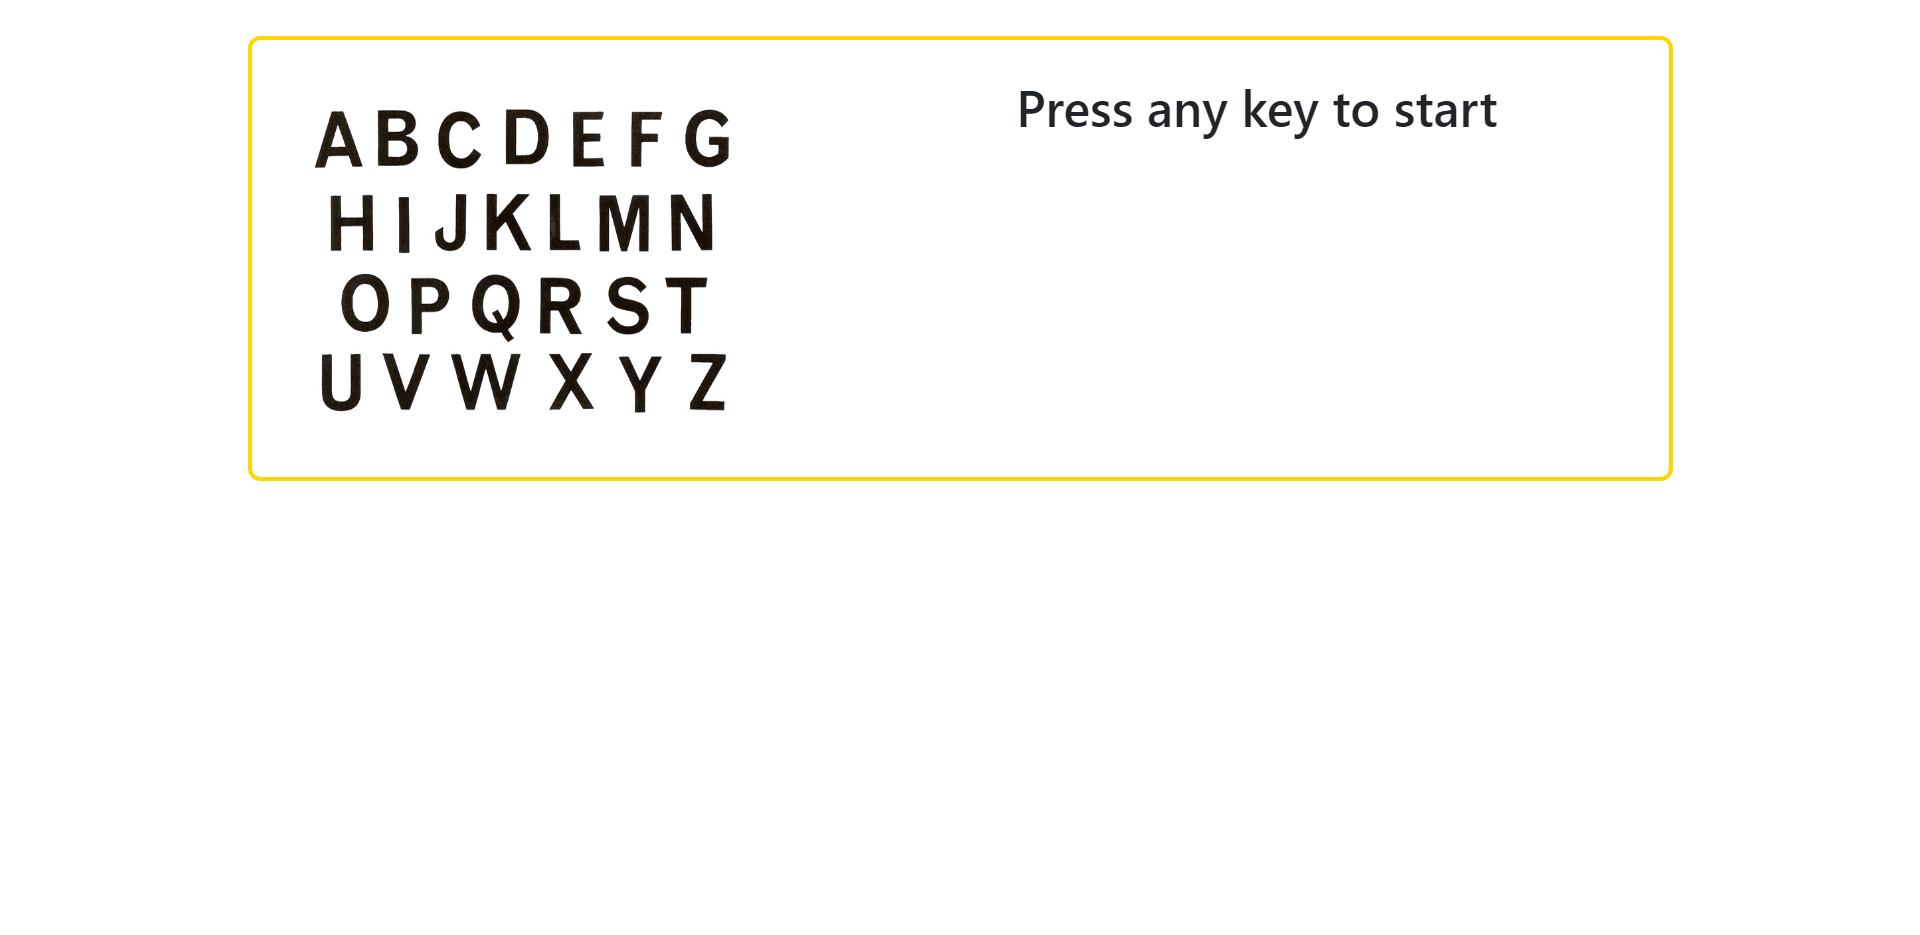 A B C D E F G
H I J K L M N
O P Q R S T
U V W X Y Z
Press any key to start